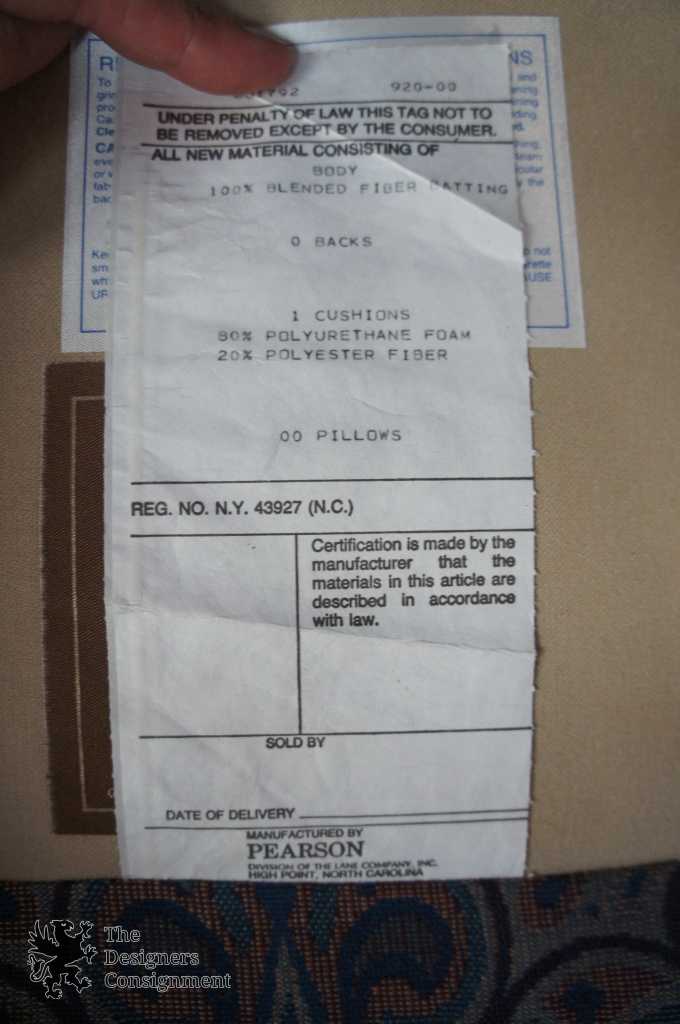 920-00
UNDER PENALTY OF LAW THIS TAG NOT TO
BE REMOVED EXCEPT BY THE CONSUMER.
ALL NEW MATERIAL CONSISTING OF
BODY
100% BLENDED FIBER BATTING
0 BACKS
1 CUSHIONS
80% POLYURETHANE FOAM
20% POLYESTER FIBER
00 PILLOWS
REG. NO. N.Y. 43927 (N.C.)
Certification is made by the
manufacturer that the
materials in this article are
described in accordance
with law.
SOLD BY
DATE OF DELIVERY
MANUFACTURED BY
PEARSON
DIVISION OF THE LANE COMPANY, INC.
HIGH POINT, NORTH CAROLINA
The
Designers
Consignment